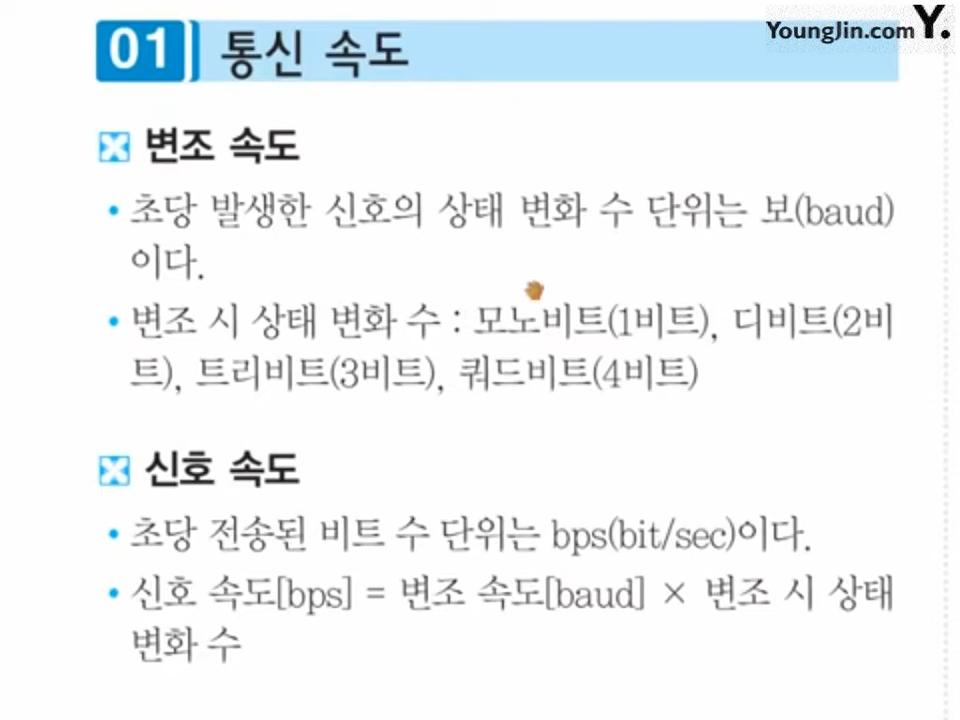 YoungJin.com Y.
01 통신 속도
변조 속도
• 초당 발생한 신호의 상태 변화 수 단위는 보(baud)
이다.
• 변조 시 상태 변화 수 : 모노비트(1비트), 디비트(2비
트), 트리비트(3비트), 쿼드비트(4비트)
신호 속도
• 초당 전송된 비트 수 단위는 bps(bit/sec)이다.
• 신호 속도[bps] = 변조 속도[baud] × 변조 시 상태
변화 수